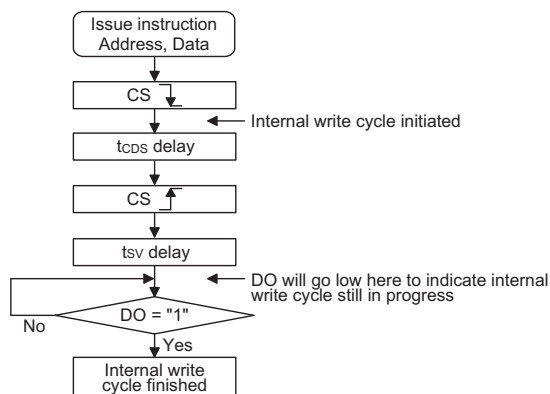 Issue instruction
Address, Data
CS
Internal write cycle initiated
tCDS delay
CS
tSV delay
DO will go low here to indicate internal
write cycle still in progress
DO = "1"
No
Yes
Internal write
cycle finished